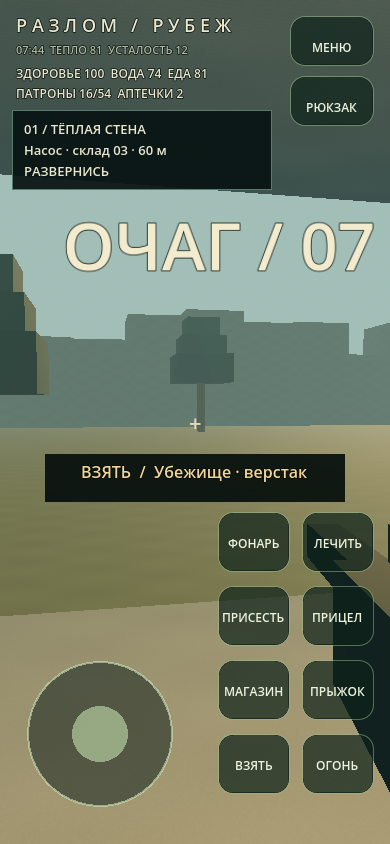 РАЗЛОМ / РУБЕЖ
07:44 ТЕПЛО 81 УСТАЛОСТЬ 12
ЗДОРОВЬЕ 100 ВОДА 74 ЕДА 81
ПАТРОНЫ 16/54 АПТЕЧКИ 2
МЕНЮ
РЮКЗАК
01 / ТЁПЛАЯ СТЕНА
Насос · склад 03 · 60 м
РАЗВЕРНИСЬ
ОЧАГ / 07
ВЗЯТЬ / Убежище · верстак
ФОНАРЬ
ЛЕЧИТЬ
ПРИСЕСТЬ
ПРИЦЕЛ
МАГАЗИН
ПРЫЖОК
ВЗЯТЬ
ОГОНЬ